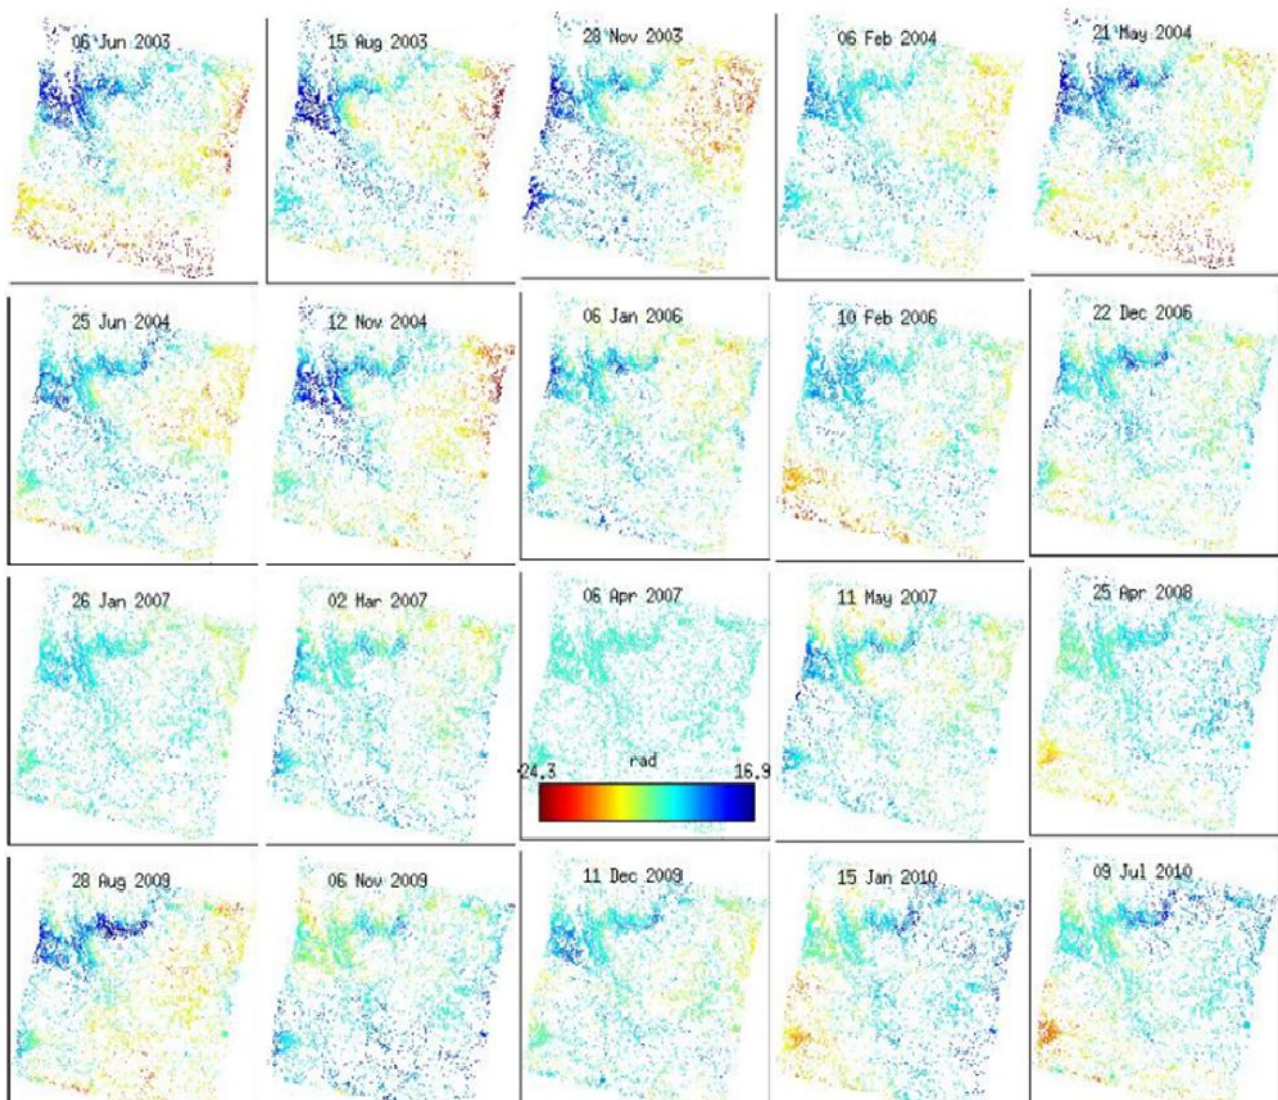 06 Jun 2003
15 Aug 2003
28 Nov 2003
06 Feb 2004
21 May 2004
25 Jun 2004
12 Nov 2004
06 Jan 2006
10 Feb 2006
22 Dec 2006
26 Jan 2007
02 Mar 2007
06 Apr 2007
11 May 2007
25 Apr 2008
rad
-24.3 16.9
28 Aug 2009
06 Nov 2009
11 Dec 2009
15 Jan 2010
09 Jul 2010